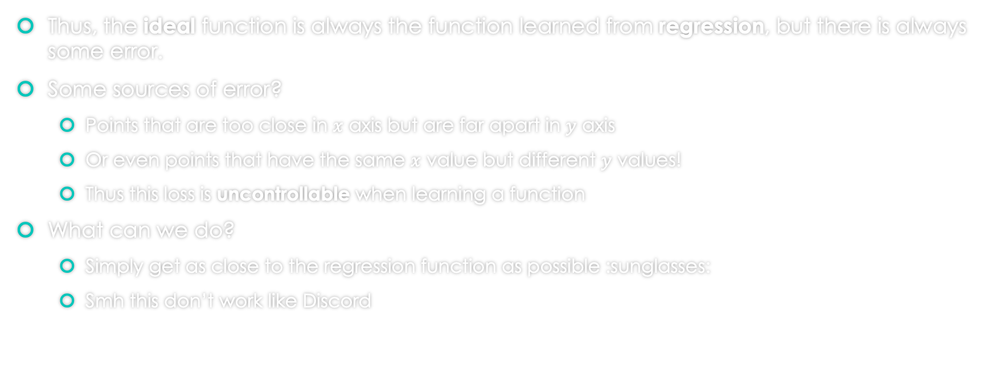 Thus, the ideal function is always the function learned from regression, but there is always
some error.
Some sources of error?
Points that are too close in x axis but are far apart in y axis
Or even points that have the same x value but different y values!
Thus this loss is uncontrollable when learning a function
What can we do?
Simply get as close to the regression function as possible :sunglasses:
Smh this don't work like Discord